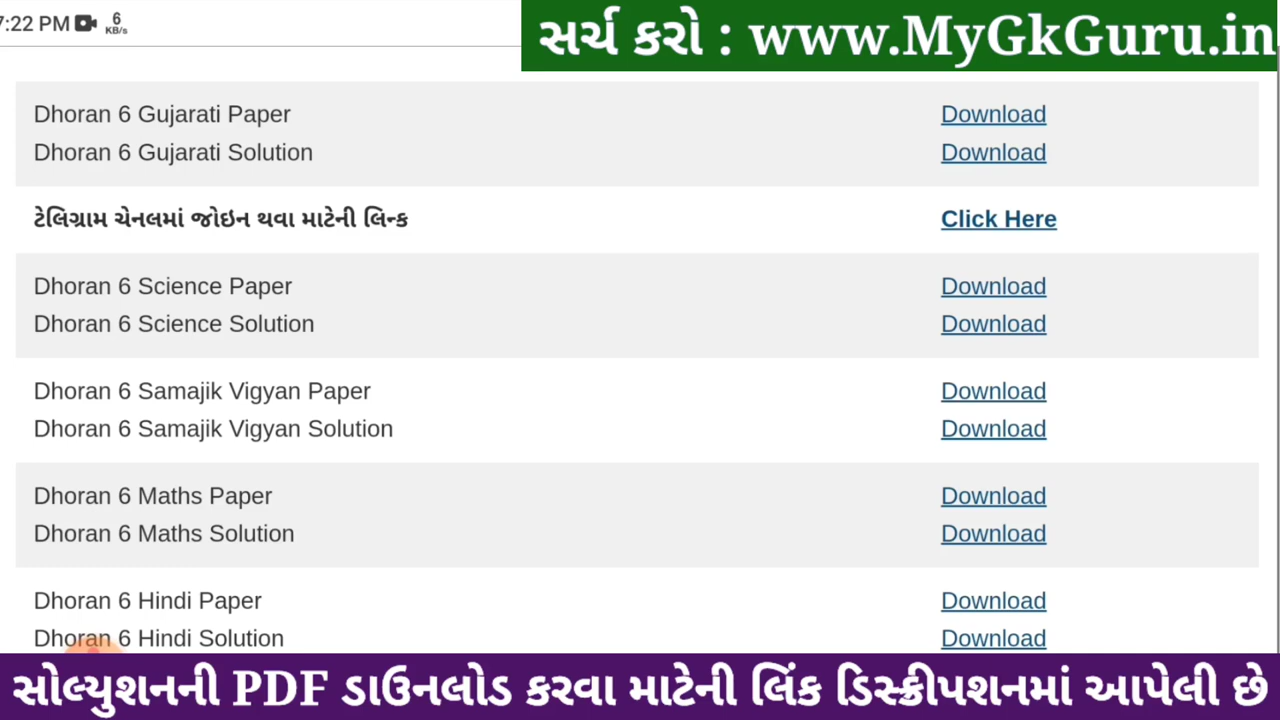 7:22 PM 6 KB/s
સર્ચ કરો : www.MyGkGuru.in
Dhoran 6 Gujarati Paper Download
Dhoran 6 Gujarati Solution Download
ટેલિગ્રામ ચેનલમાં જોઇન થવા માટેની લિન્ક Click Here
Dhoran 6 Science Paper Download
Dhoran 6 Science Solution Download
Dhoran 6 Samajik Vigyan Paper Download
Dhoran 6 Samajik Vigyan Solution Download
Dhoran 6 Maths Paper Download
Dhoran 6 Maths Solution Download
Dhoran 6 Hindi Paper Download
Dhoran 6 Hindi Solution Download
સોલ્યુશનની PDF ડાઉનલોડ કરવા માટેની લિંક ડિસ્ક્રીપશનમાં આપેલી છે